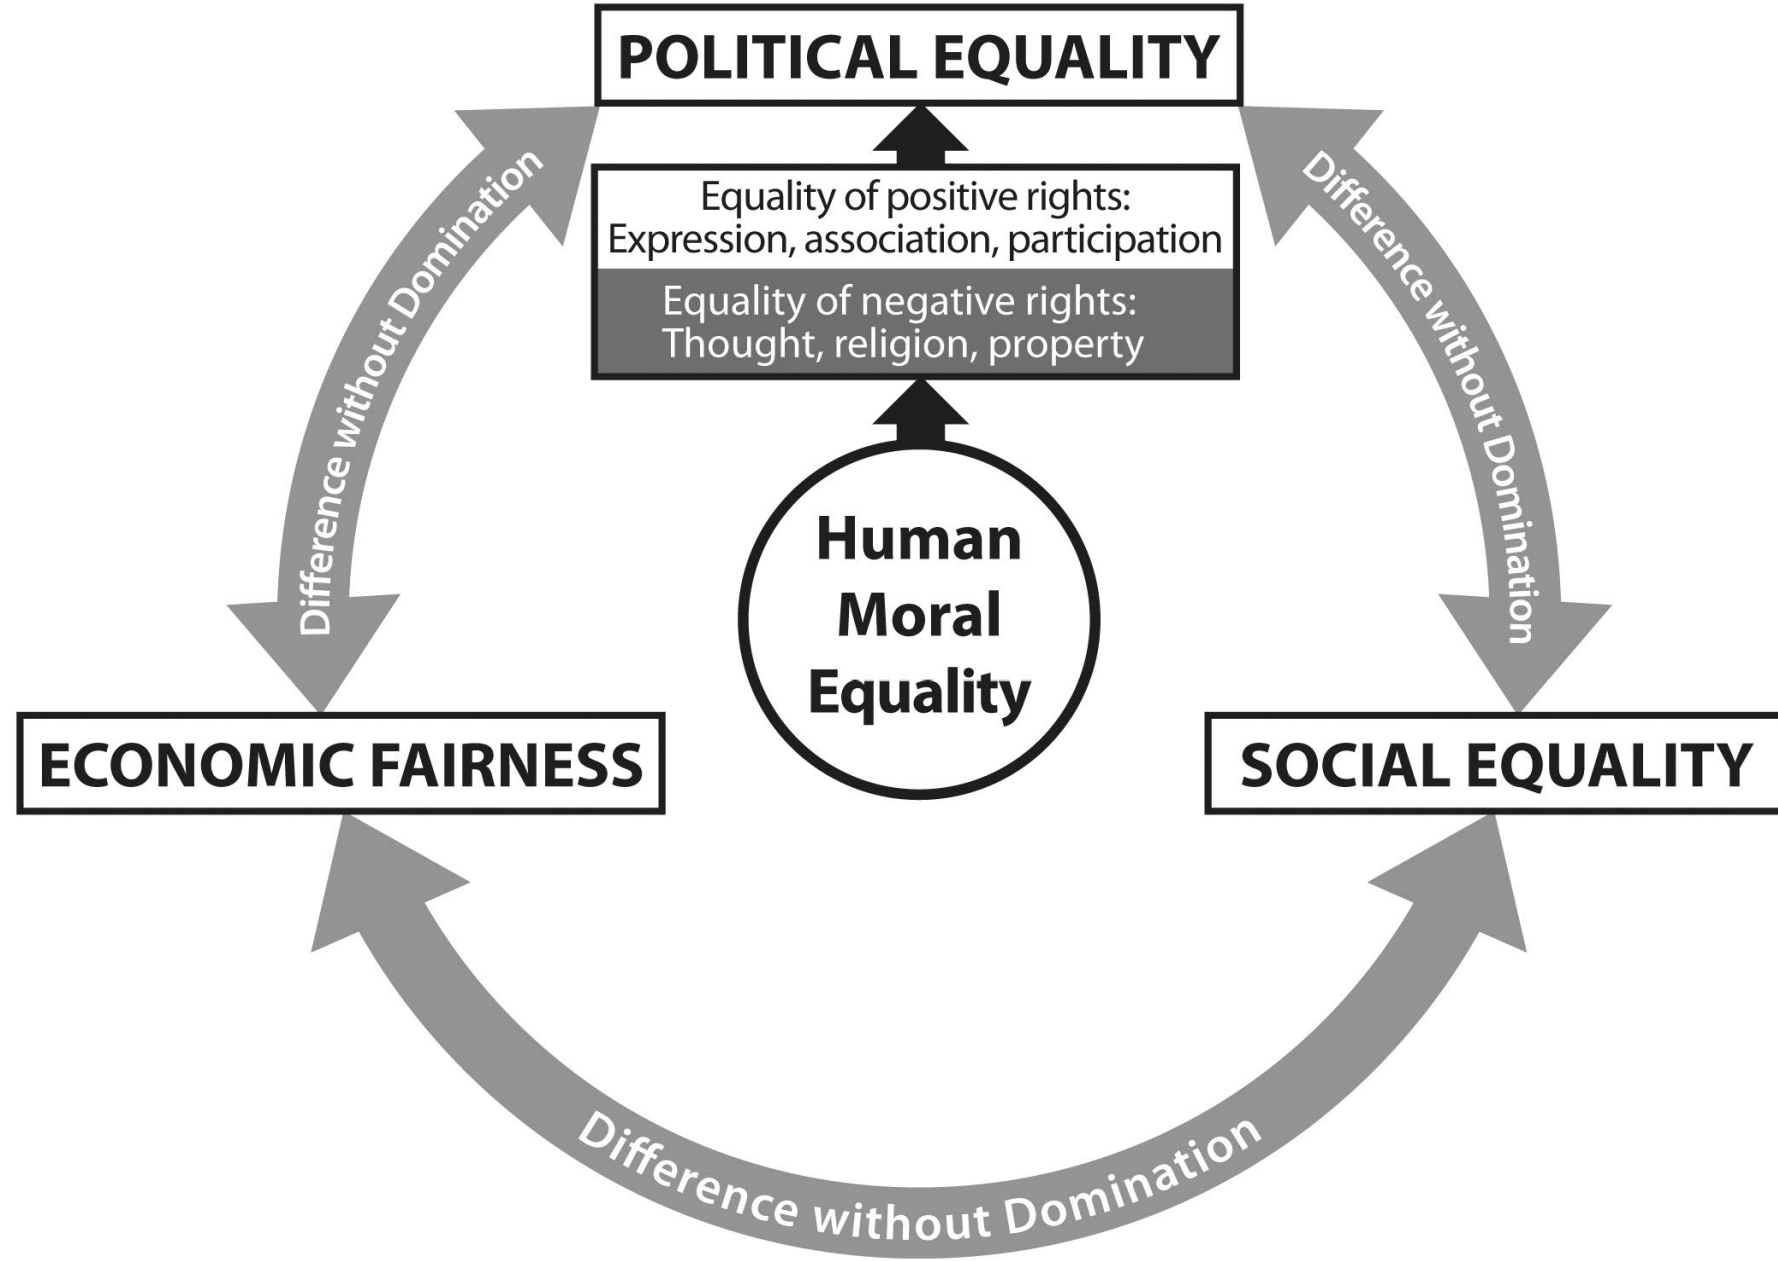 POLITICAL EQUALITY
Equality of positive rights:
Expression, association, participation
Equality of negative rights:
Thought, religion, property
Difference without Domination
Difference without Domination
Human
Moral
Equality
ECONOMIC FAIRNESS
SOCIAL EQUALITY
Difference without Domination